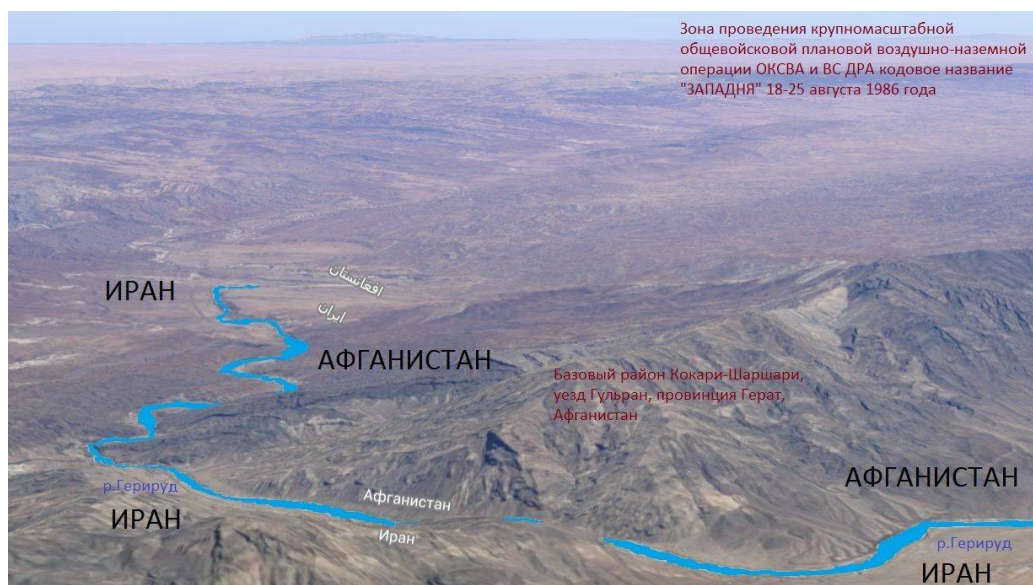 Зона проведения крупномасштабной
общевойсковой плановой воздушно-наземной
операции ОКСВА и ВС ДРА кодовое название
"ЗАПАДНЯ" 18-25 августа 1986 года
افغانستان
ИРАН
ایران
АФГАНИСТАН
Базовый район Кокари-Шаршари,
уезд Гульран, провинция Герат,
Афганистан
АФГАНИСТАН
р.Герируд
Афганистан
ИРАН
Иран
р.Герируд
ИРАН